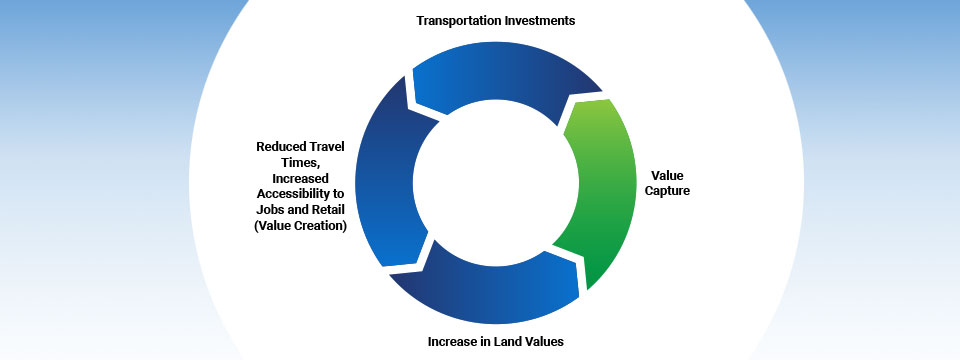 Transportation Investments
Reduced Travel
Times,
Increased
Accessibility to
Jobs and Retail
(Value Creation)
Value
Capture
Increase in Land Values